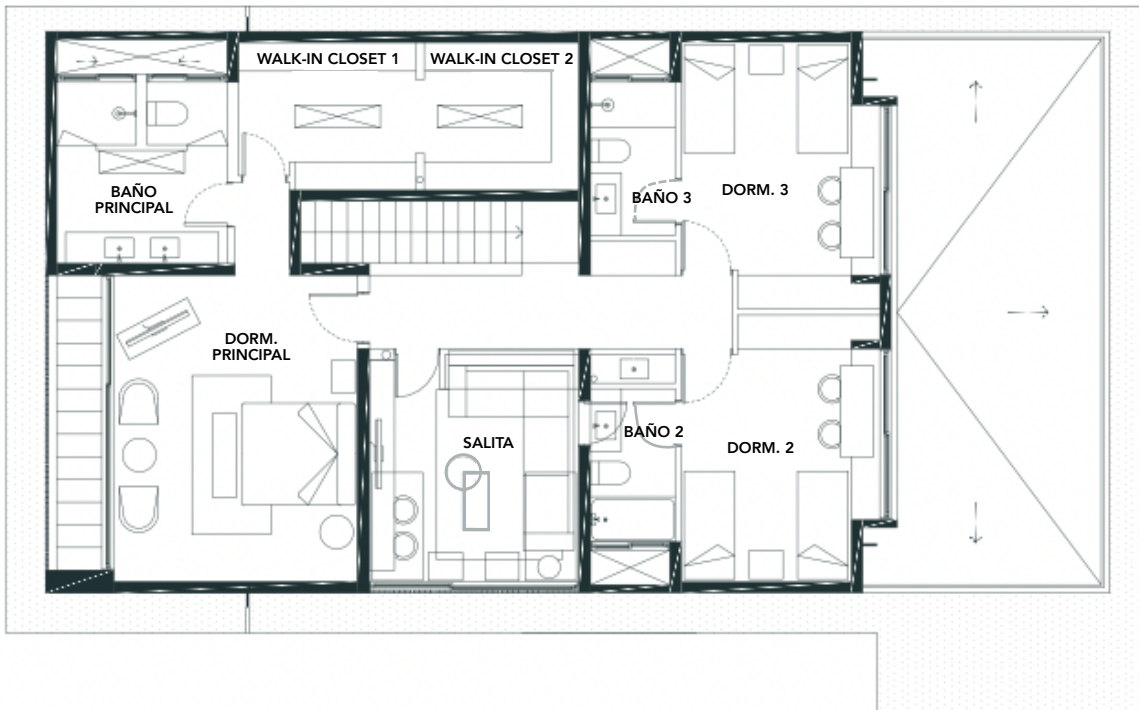 WALK-IN CLOSET 1
WALK-IN CLOSET 2
BAÑO
PRINCIPAL
BAÑO 3
DORM. 3
DORM.
PRINCIPAL
SALITA
BAÑO 2
DORM. 2